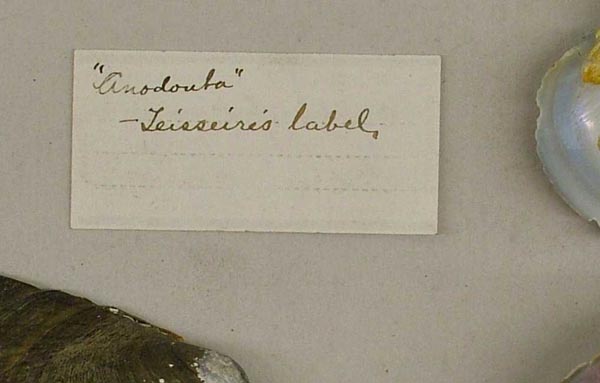 "Anodonta"
- Teisseire's label,